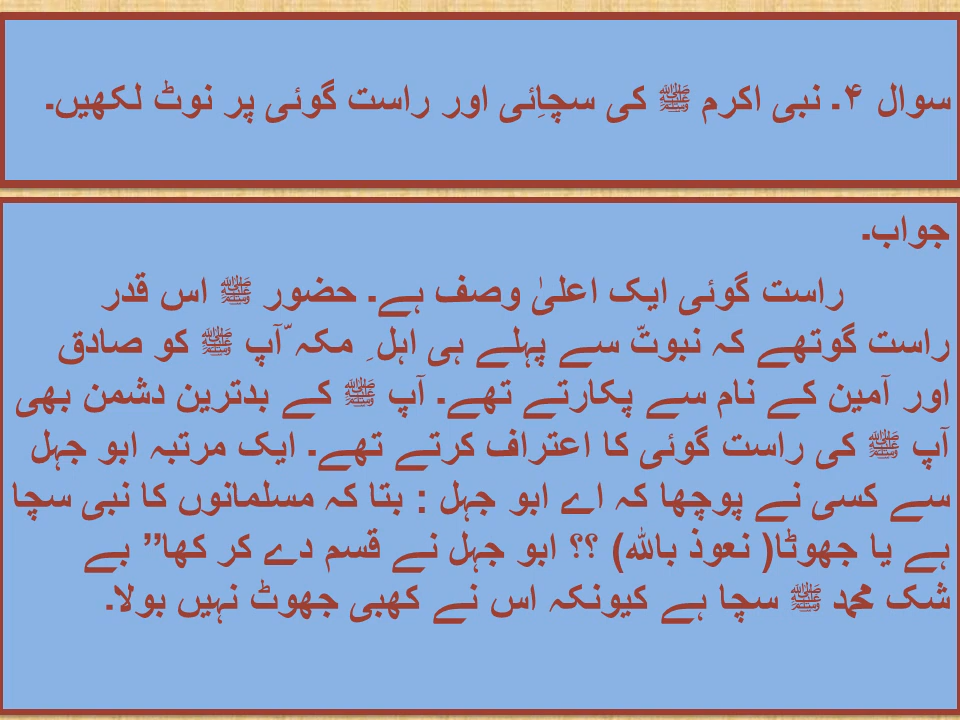 سوال ۴۔ نبی اکرم ﷺ کی سچاِئی اور راست گوئی پر نوٹ لکھیں۔
جواب۔
راست گوئی ایک اعلیٰ وصف ہے۔ حضور ﷺ اس قدر
راست گوتھے کہ نبوتّ سے پہلے ہی اہل ِ مکہ ّآپ ﷺ کو صادق
اور آمین کے نام سے پکارتے تھے۔ آپ ﷺ کے بدترین دشمن بھی
آپ ﷺ کی راست گوئی کا اعتراف کرتے تھے۔ ایک مرتبہ ابو جہل
سے کسی نے پوچھا کہ اے ابو جہل : بتا کہ مسلمانوں کا نبی سچا
ہے یا جھوٹا( نعوذ باللہ) ؟؟ ابو جہل نے قسم دے کر کھا’’ بے
شک محمد ﷺ سچا ہے کیونکہ اس نے کھبی جھوٹ نہیں بولا۔